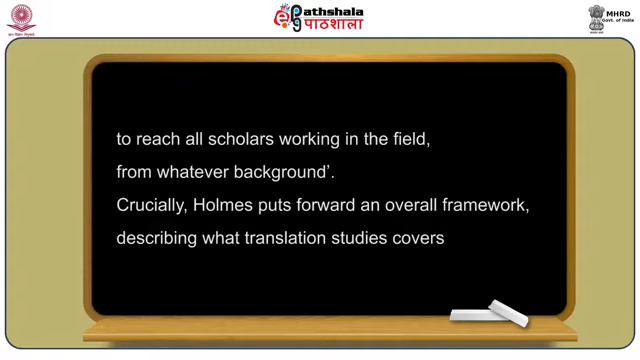 ePathshala
पाठशाला
MHRD
Govt. of India
to reach all scholars working in the field,
from whatever background’.
Crucially, Holmes puts forward an overall framework,
describing what translation studies covers